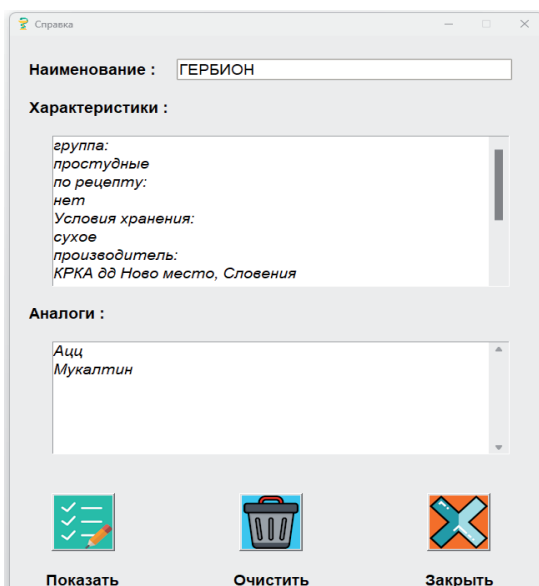 Справка
Наименование : ГЕРБИОН
Характеристики :
группа:
простудные
по рецепту:
нет
Условия хранения:
сухое
производитель:
КРКА дд Ново место, Словения
Аналоги :
Ацц
Мукалтин
Показать Очистить Закрыть